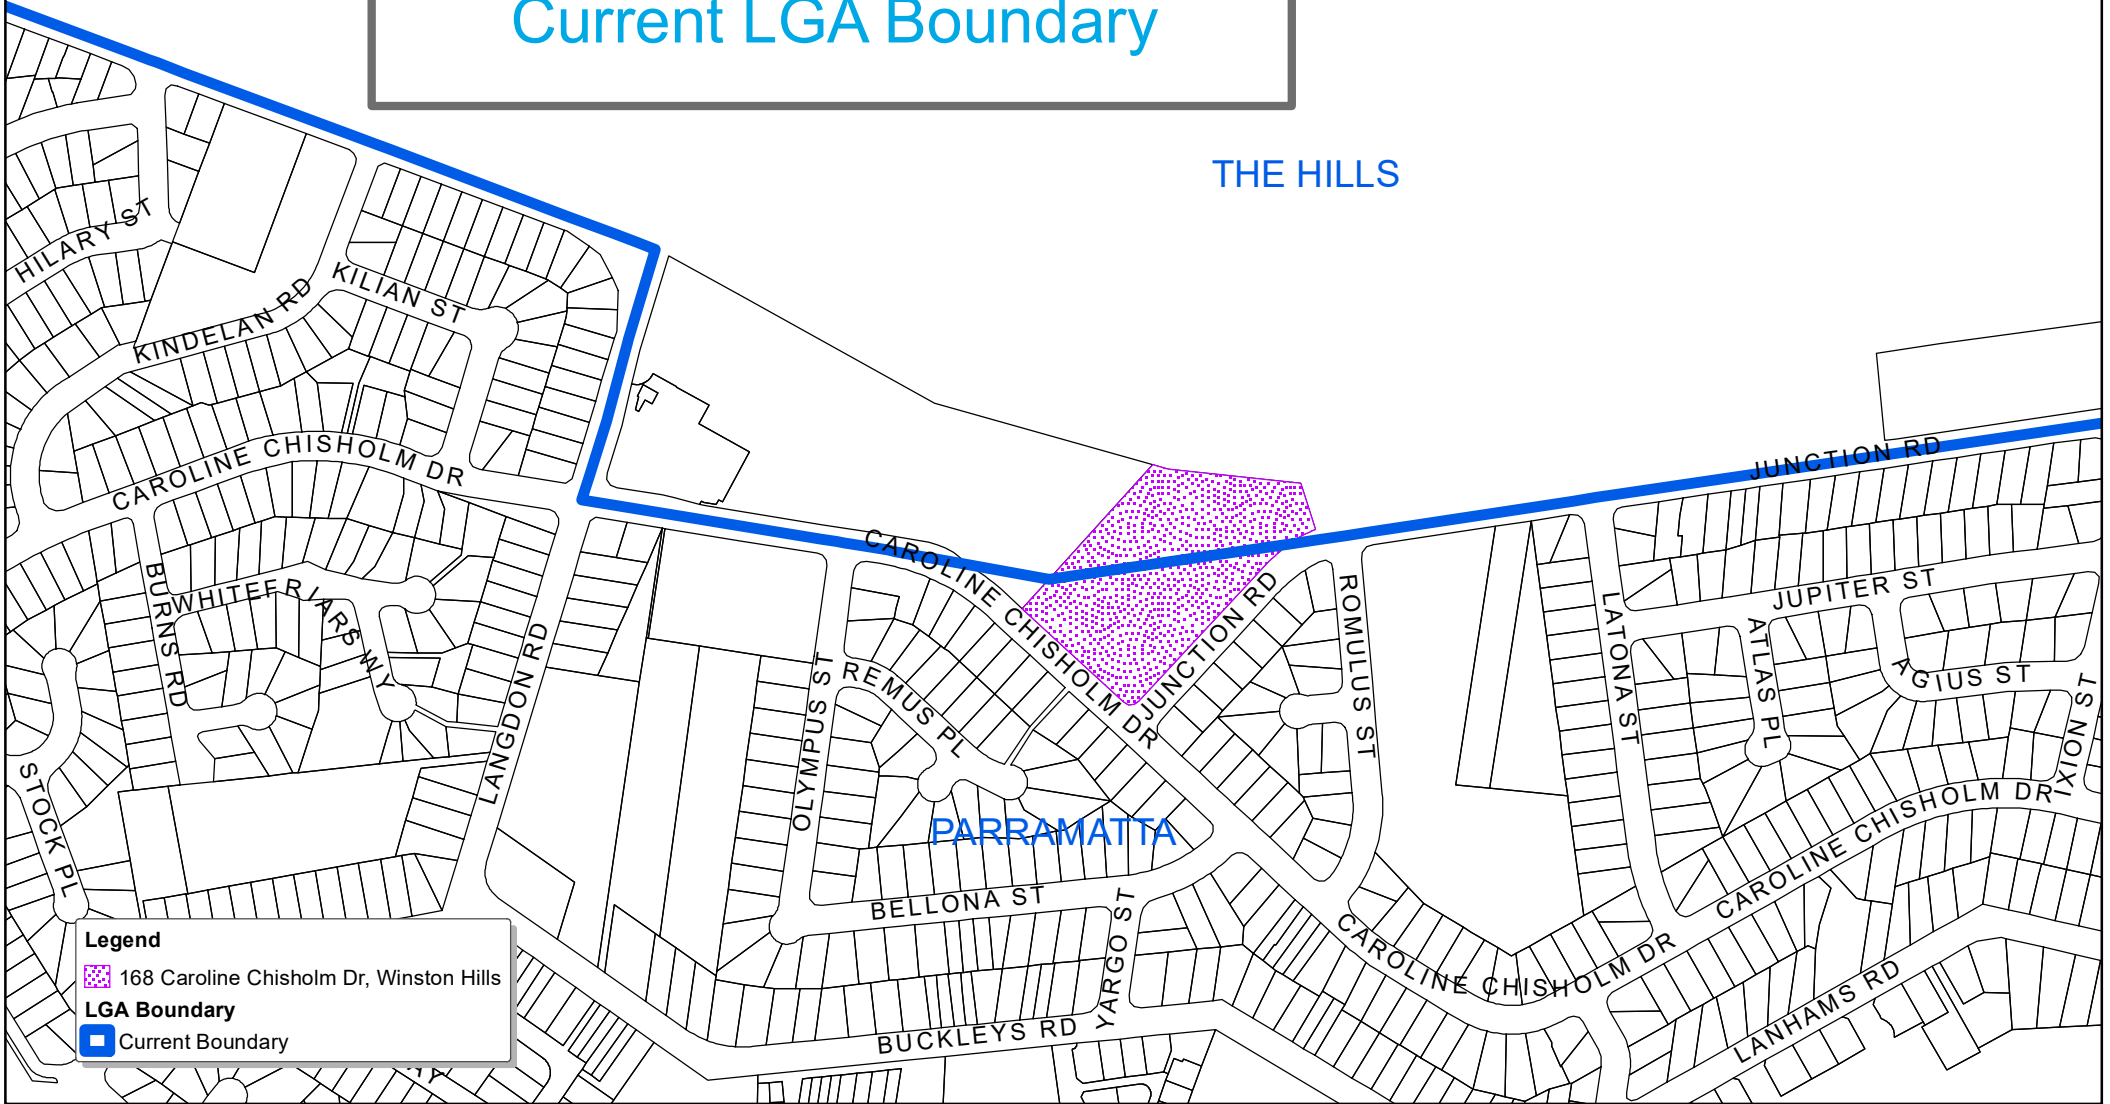 Current LGA Boundary
THE HILLS
HILARY ST
KILIAN ST
KINDELAN RD
CAROLINE CHISHOLM DR
JUNCTION RD
CAROLINE CHISHOLM DR
BURNS RD
WHITEFRIARS WY
JUNCTION RD
ROMULUS ST
LATONA ST
JUPITER ST
ATLAS PL
AGIUS ST
IXION ST
LANGDON RD
OLYMPUS ST
REMUS PL
STOCK PL
PARRAMATTA
CAROLINE CHISHOLM DR
BELLONA ST
YARGO ST
CAROLINE CHISHOLM DR
BUCKLEYS RD
LANHAMS RD
Legend
168 Caroline Chisholm Dr, Winston Hills
LGA Boundary
Current Boundary
AY